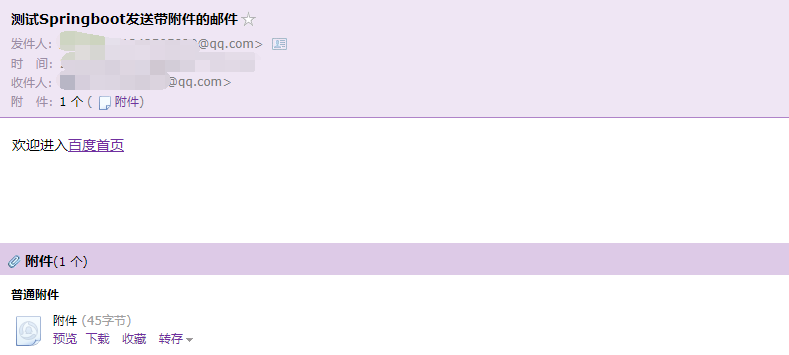 测试Springboot发送带附件的邮件
发件人： @qq.com>
时　间：
收件人： @qq.com>
附　件： 1 个 ( 附件)
欢迎进入百度首页
附件(1 个)
普通附件
附件 (45字节)
预览 下载 收藏 转存